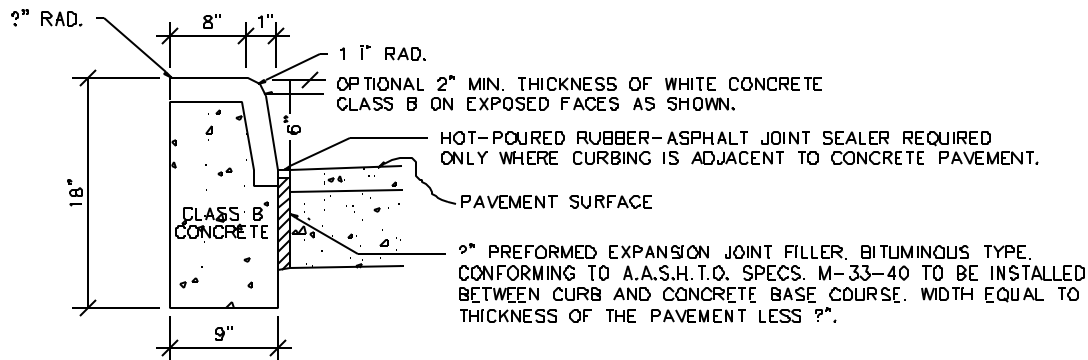 ?" RAD.
8"
1"
1 Ï" RAD.
OPTIONAL 2" MIN. THICKNESS OF WHITE CONCRETE
CLASS B ON EXPOSED FACES AS SHOWN.
6"
HOT-POURED RUBBER-ASPHALT JOINT SEALER REQUIRED
ONLY WHERE CURBING IS ADJACENT TO CONCRETE PAVEMENT.
18"
PAVEMENT SURFACE
CLASS B
CONCRETE
?" PREFORMED EXPANSION JOINT FILLER. BITUMINOUS TYPE.
CONFORMING TO A.A.S.H.T.O. SPECS. M-33-40 TO BE INSTALLED
BETWEEN CURB AND CONCRETE BASE COURSE. WIDTH EQUAL TO
THICKNESS OF THE PAVEMENT LESS ?".
9"